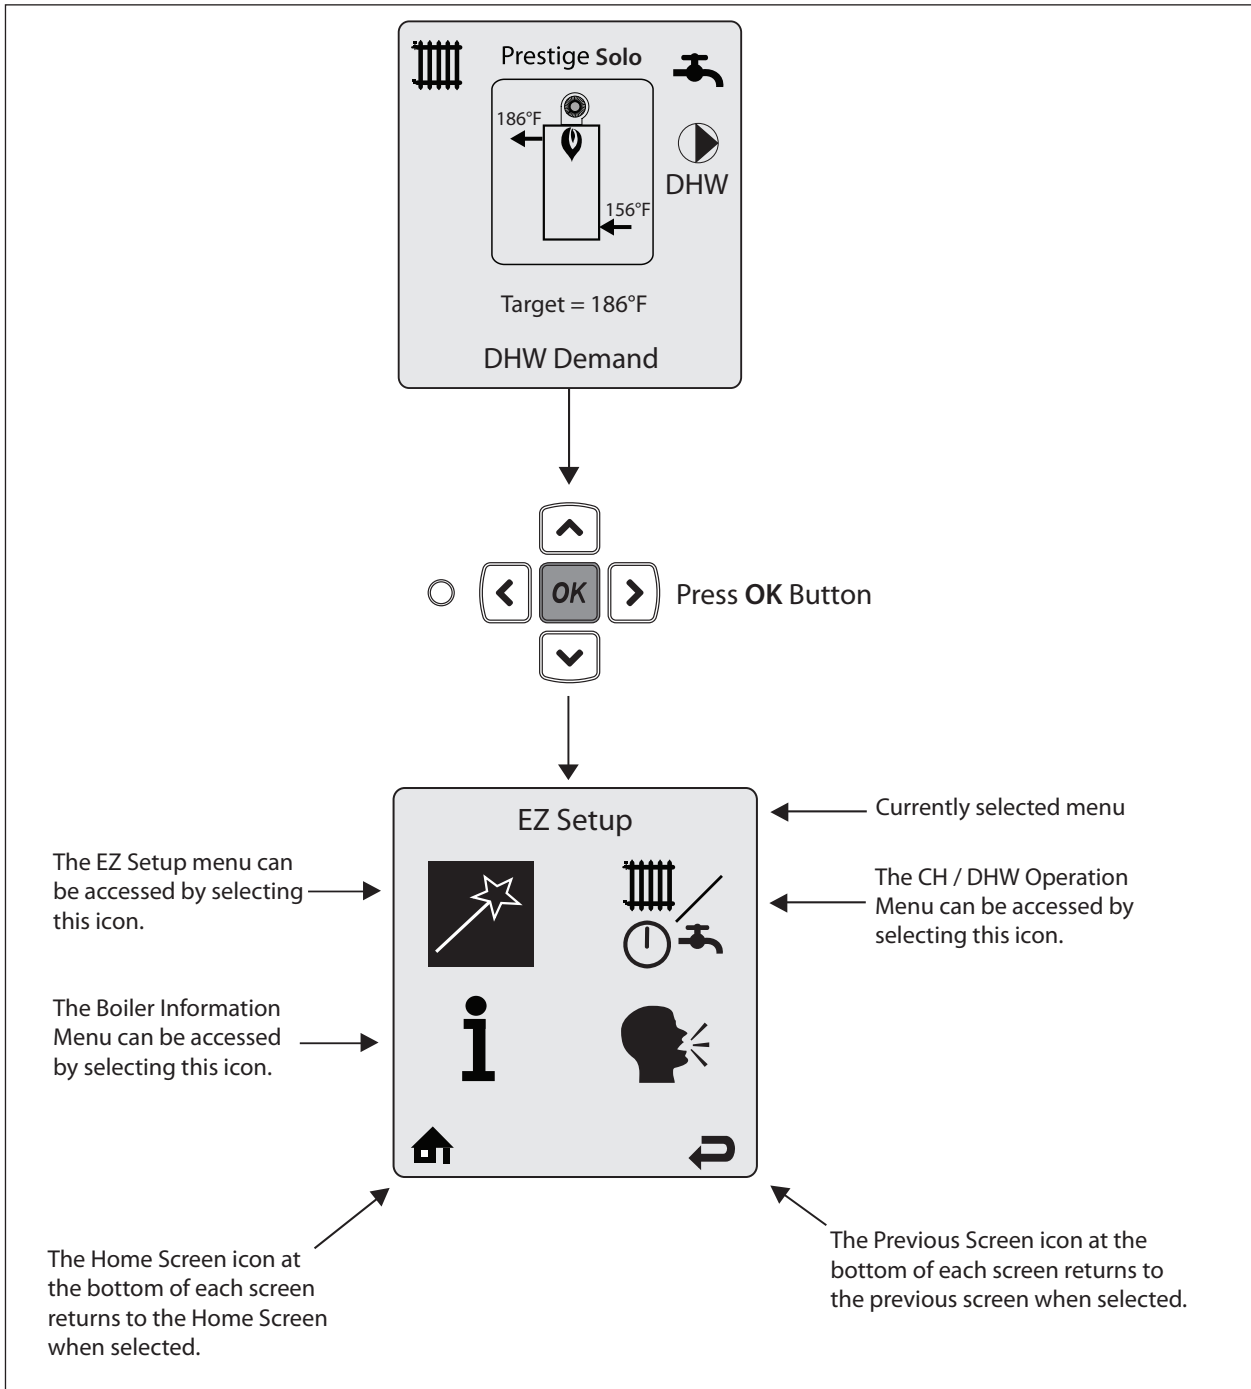 Prestige Solo
186°F
156°F
DHW
Target = 186°F
DHW Demand
OK
Press OK Button
EZ Setup
Currently selected menu
The EZ Setup menu can
be accessed by selecting
this icon.
The CH / DHW Operation
Menu can be accessed by
selecting this icon.
The Boiler Information
Menu can be accessed
by selecting this icon.
The Home Screen icon at
the bottom of each screen
returns to the Home Screen
when selected.
The Previous Screen icon at the
bottom of each screen returns to
the previous screen when selected.